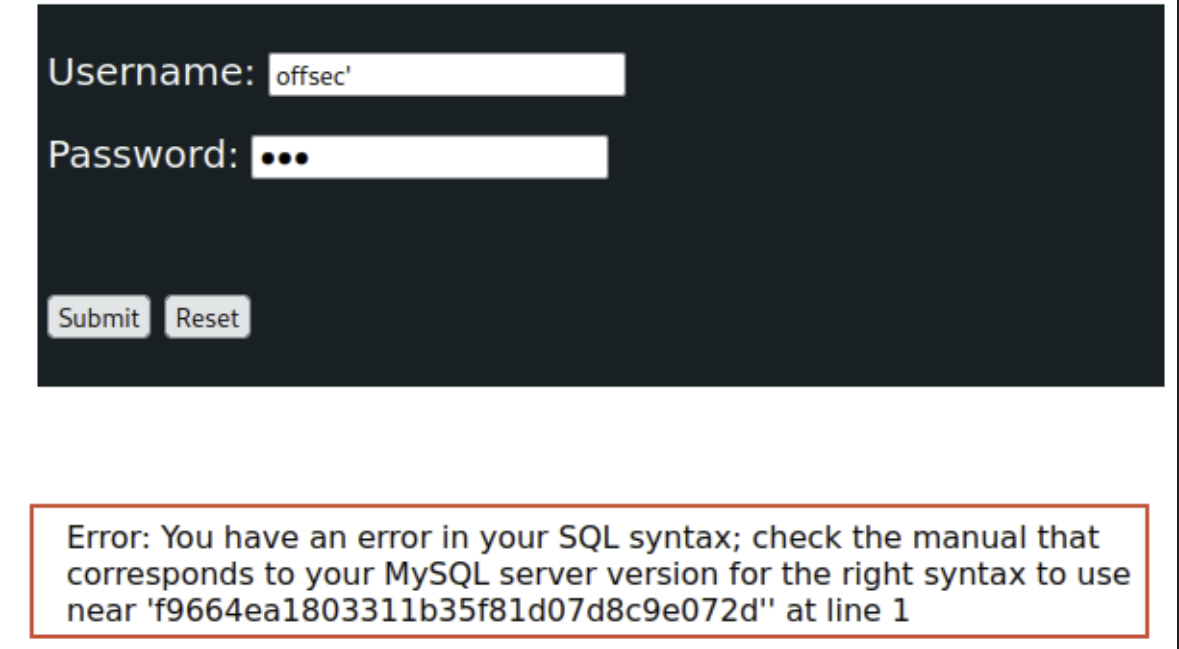 Username: offsec'
Password: •••
Submit Reset
Error: You have an error in your SQL syntax; check the manual that
corresponds to your MySQL server version for the right syntax to use
near 'f9664ea1803311b35f81d07d8c9e072d'' at line 1